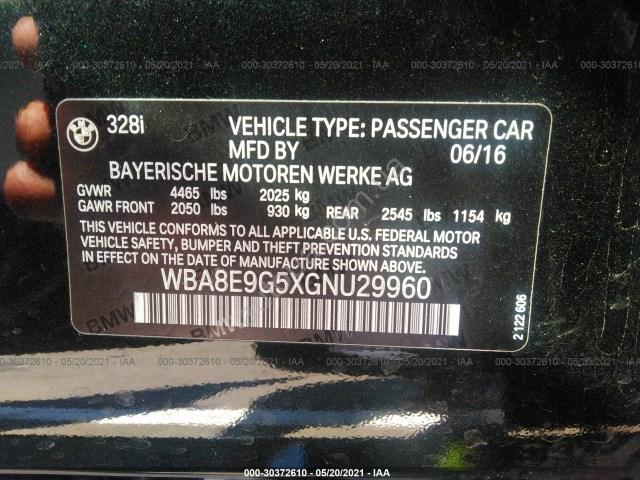 000-30372610 - 05/20/2021 - IAA
328i VEHICLE TYPE: PASSENGER CAR
MFD BY 06/16
BAYERISCHE MOTOREN WERKE AG
GVWR 4465 lbs 2025 kg
GAWR FRONT 2050 lbs 930 kg REAR 2545 lbs 1154 kg
THIS VEHICLE CONFORMS TO ALL APPLICABLE U.S. FEDERAL MOTOR
VEHICLE SAFETY, BUMPER AND THEFT PREVENTION STANDARDS
IN EFFECT ON THE DATE OF MANUFACTURE SHOWN ABOVE.
WBA8E9G5XGNU29960
2122606
000-30372610 - 05/20/2021 - IAA